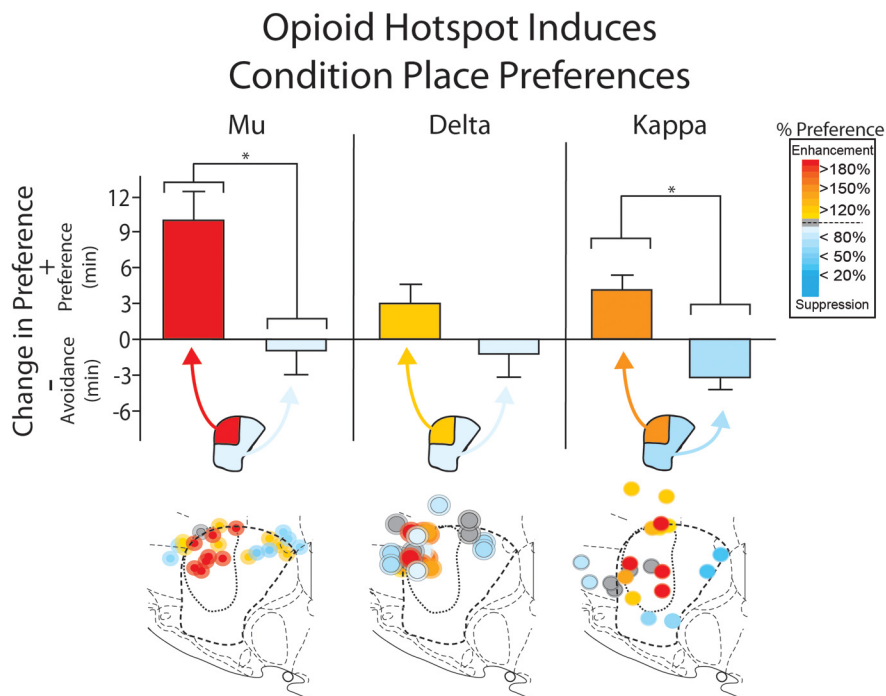 Opioid Hotspot Induces
Condition Place Preferences
Mu
Delta
Kappa
% Preference
Enhancement
>180%
>150%
>120%
< 80%
< 50%
< 20%
Suppression
Change in Preference
+
Preference
(min)
-
Avoidance
(min)
12
9
6
3
0
-3
-6
*
*